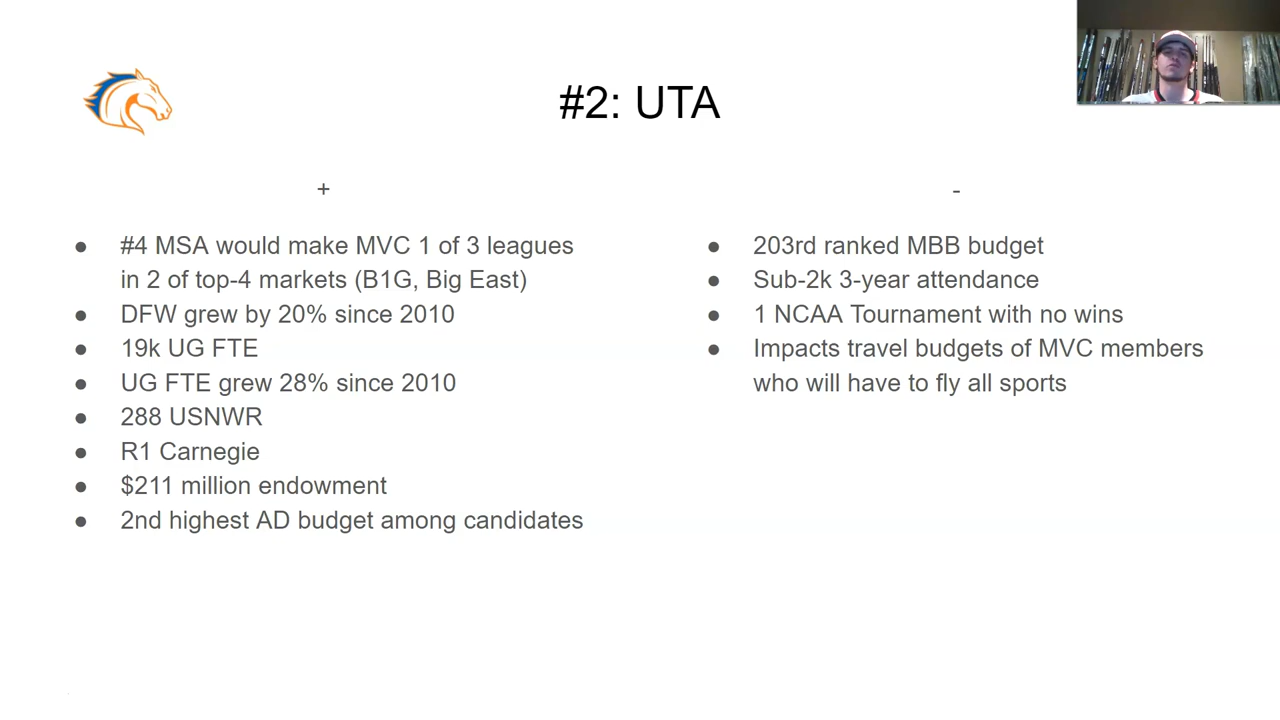 #2: UTA
+
● #4 MSA would make MVC 1 of 3 leagues
in 2 of top-4 markets (B1G, Big East)
● DFW grew by 20% since 2010
● 19k UG FTE
● UG FTE grew 28% since 2010
● 288 USNWR
● R1 Carnegie
● $211 million endowment
● 2nd highest AD budget among candidates
-
● 203rd ranked MBB budget
● Sub-2k 3-year attendance
● 1 NCAA Tournament with no wins
● Impacts travel budgets of MVC members
who will have to fly all sports